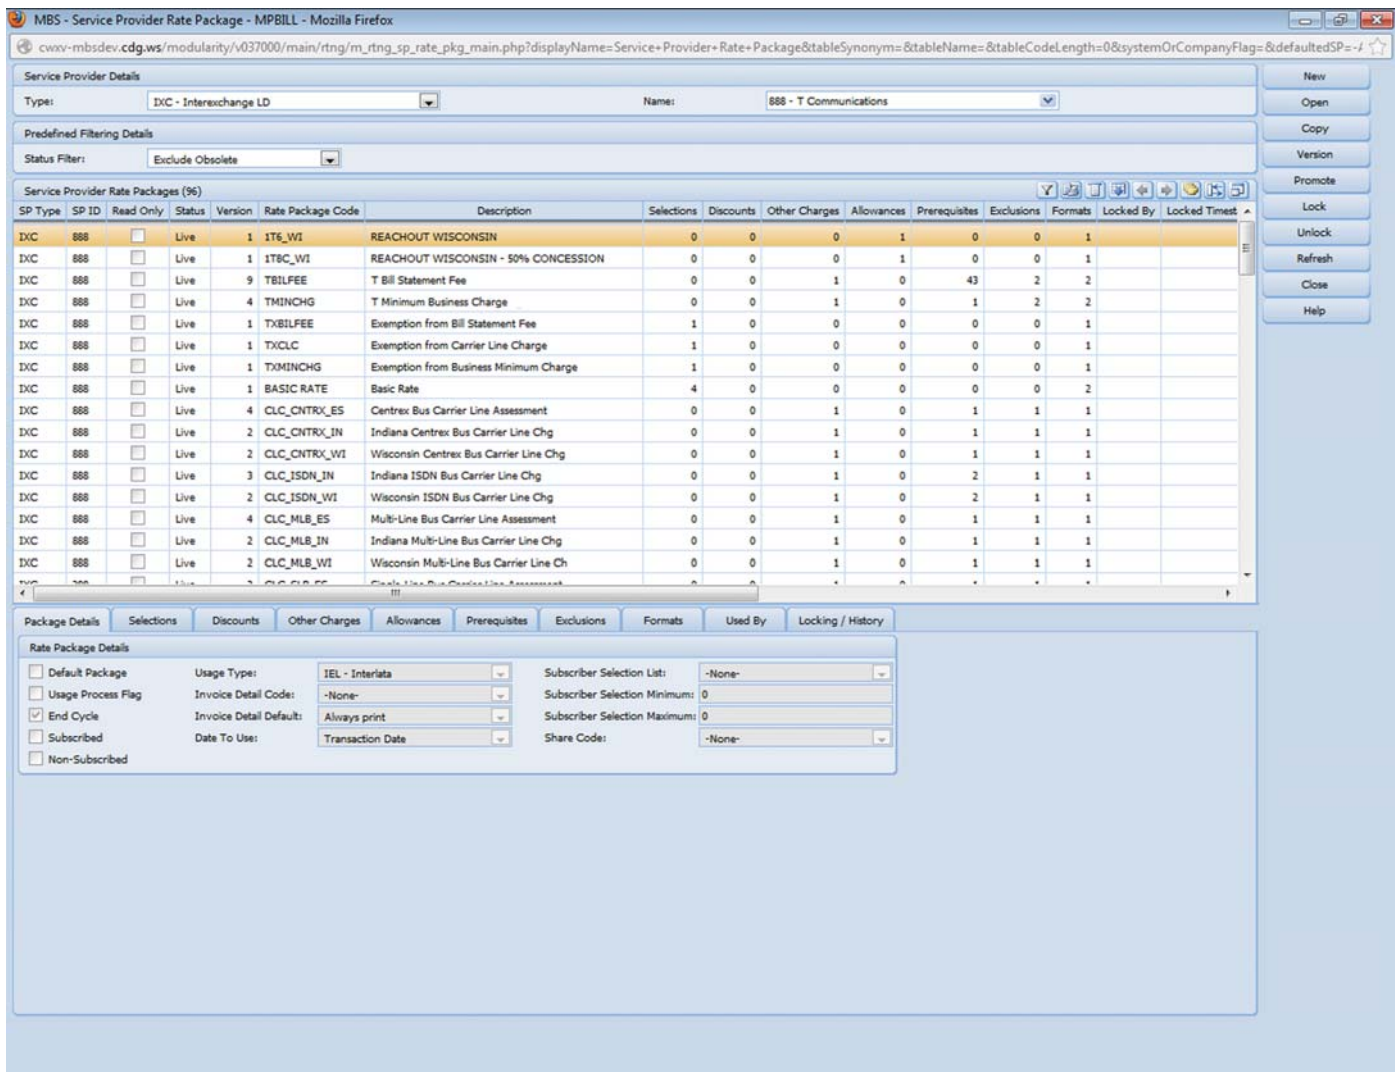 MBS - Service Provider Rate Package - MPBILL - Mozilla Firefox
cwxv-mbsdev.cdg.ws/modularity/v037000/main/rtng/m_rtng_sp_rate_pkg_main.php?displayName=Service+Provider+Rate+Package&tableSynonym=&tableName=&tableCodeLength=0&systemOrCompanyFlag=&defaultedSP=-
Service Provider Details
Type: IXC - Interexchange LD Name: 888 - T Communications
Predefined Filtering Details
Status Filter: Exclude Obsolete
Service Provider Rate Packages (96)
SP Type SP ID Read Only Status Version Rate Package Code Description Selections Discounts Other Charges Allowances Prerequisites Exclusions Formats Locked By Locked Timest
IXC 888 Live 1 1T6_WI REACHOUT WISCONSIN 0 0 0 1 0 0 1
IXC 888 Live 1 1T8C_WI REACHOUT WISCONSIN - 50% CONCESSION 0 0 0 1 0 0 1
IXC 888 Live 9 TBILFEE T Bill Statement Fee 0 0 1 0 43 2 2
IXC 888 Live 4 TMINCHG T Minimum Business Charge 0 0 1 0 1 2 2
IXC 888 Live 1 TXBILFEE Exemption from Bill Statement Fee 1 0 0 0 0 0 1
IXC 888 Live 1 TXCLC Exemption from Carrier Line Charge 1 0 0 0 0 0 1
IXC 888 Live 1 TXMINCHG Exemption from Business Minimum Charge 1 0 0 0 0 0 1
IXC 888 Live 1 BASIC RATE Basic Rate 4 0 0 0 0 0 2
IXC 888 Live 4 CLC_CNTRX_ES Centrex Bus Carrier Line Assessment 0 0 1 0 1 1 1
IXC 888 Live 2 CLC_CNTRX_IN Indiana Centrex Bus Carrier Line Chg 0 0 1 0 1 1 1
IXC 888 Live 2 CLC_CNTRX_WI Wisconsin Centrex Bus Carrier Line Chg 0 0 1 0 1 1 1
IXC 888 Live 3 CLC_ISDN_IN Indiana ISDN Bus Carrier Line Chg 0 0 1 0 2 1 1
IXC 888 Live 2 CLC_ISDN_WI Wisconsin ISDN Bus Carrier Line Chg 0 0 1 0 2 1 1
IXC 888 Live 4 CLC_MLB_ES Multi-Line Bus Carrier Line Assessment 0 0 1 0 1 1 1
IXC 888 Live 2 CLC_MLB_IN Indiana Multi-Line Bus Carrier Line Chg 0 0 1 0 1 1 1
IXC 888 Live 2 CLC_MLB_WI Wisconsin Multi-Line Bus Carrier Line Ch 0 0 1 0 1 1 1
New
Open
Copy
Version
Promote
Lock
Unlock
Refresh
Close
Help
Package Details Selections Discounts Other Charges Allowances Prerequisites Exclusions Formats Used By Locking / History
Rate Package Details
Default Package Usage Type: IEL - Interlata Subscriber Selection List: -None-
Usage Process Flag Invoice Detail Code: -None- Subscriber Selection Minimum: 0
End Cycle Invoice Detail Default: Always print Subscriber Selection Maximum: 0
Subscribed Date To Use: Transaction Date Share Code: -None-
Non-Subscribed